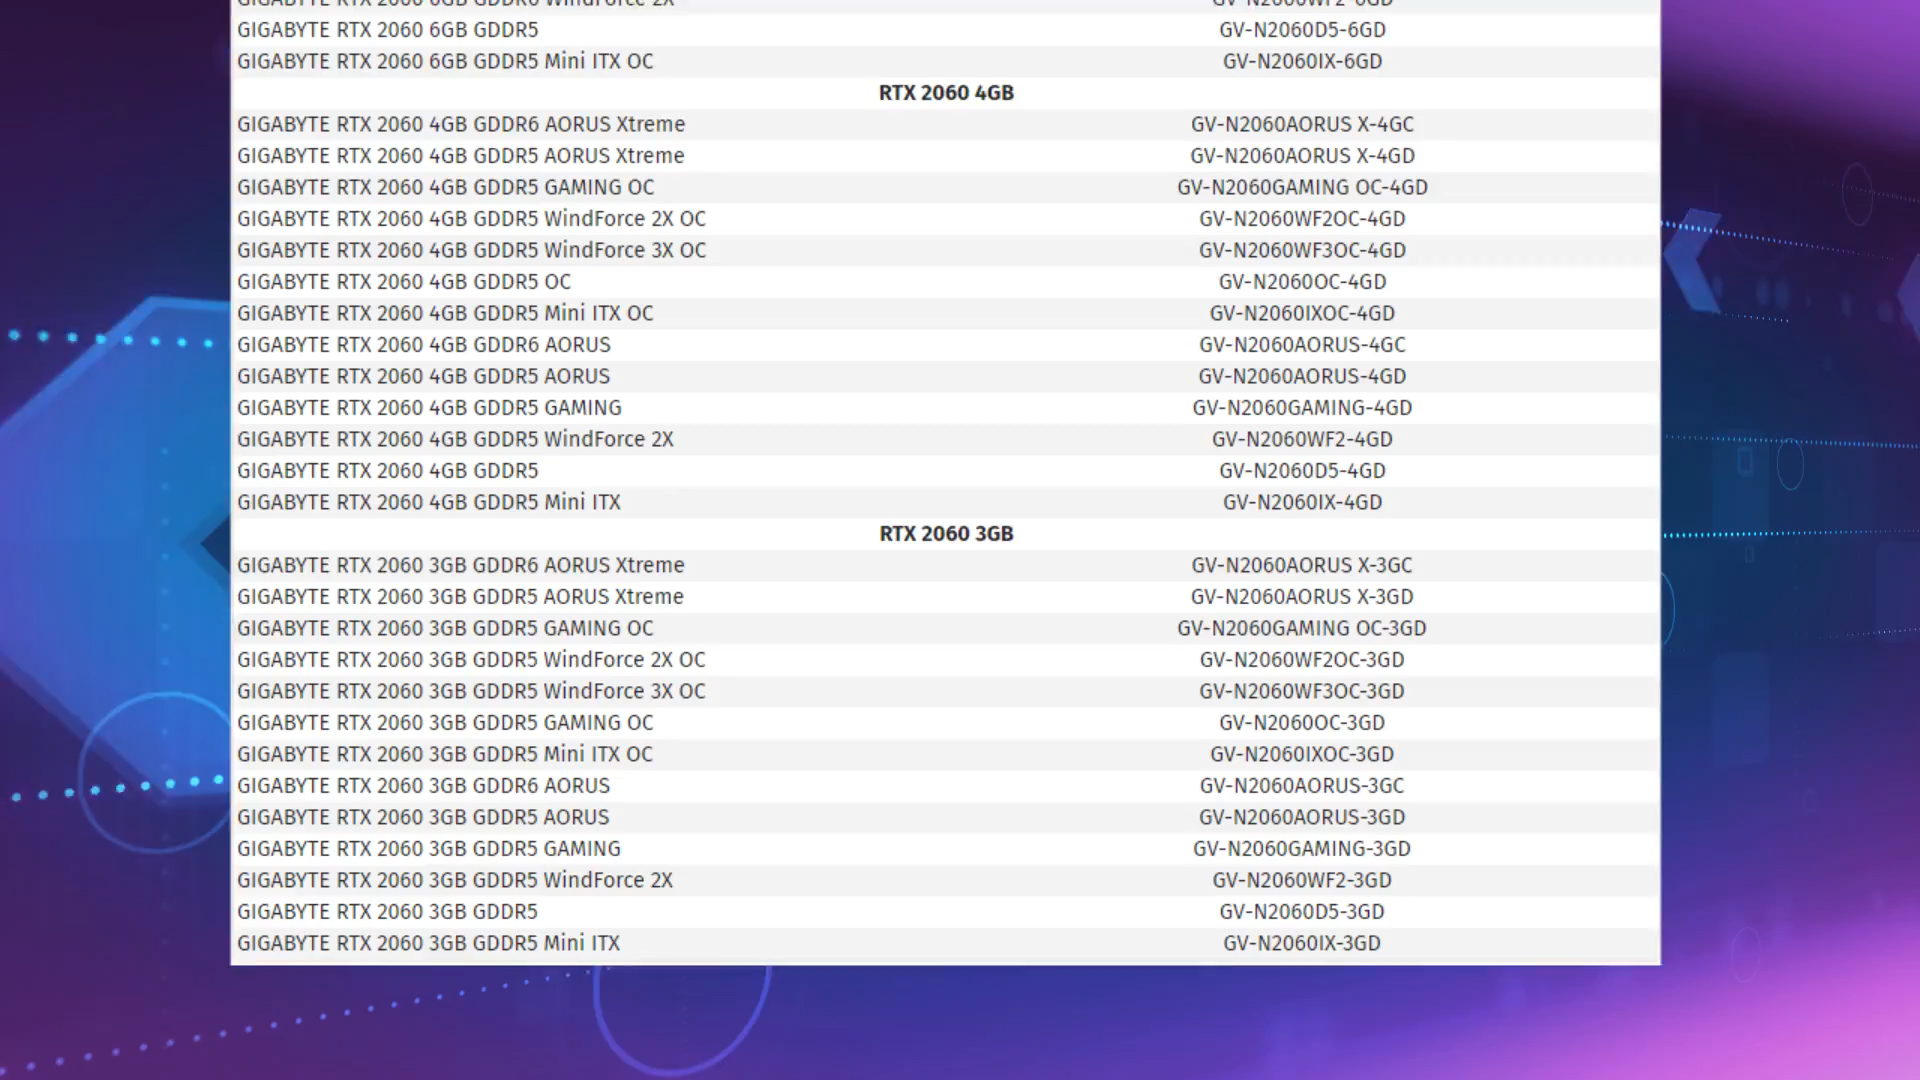 GIGABYTE RTX 2060 6GB GDDR6 WindForce 2X GV-N2060WF2-6GD
GIGABYTE RTX 2060 6GB GDDR5 GV-N2060D5-6GD
GIGABYTE RTX 2060 6GB GDDR5 Mini ITX OC GV-N2060IX-6GD
RTX 2060 4GB
GIGABYTE RTX 2060 4GB GDDR6 AORUS Xtreme GV-N2060AORUS X-4GC
GIGABYTE RTX 2060 4GB GDDR5 AORUS Xtreme GV-N2060AORUS X-4GD
GIGABYTE RTX 2060 4GB GDDR5 GAMING OC GV-N2060GAMING OC-4GD
GIGABYTE RTX 2060 4GB GDDR5 WindForce 2X OC GV-N2060WF2OC-4GD
GIGABYTE RTX 2060 4GB GDDR5 WindForce 3X OC GV-N2060WF3OC-4GD
GIGABYTE RTX 2060 4GB GDDR5 OC GV-N2060OC-4GD
GIGABYTE RTX 2060 4GB GDDR5 Mini ITX OC GV-N2060IXOC-4GD
GIGABYTE RTX 2060 4GB GDDR6 AORUS GV-N2060AORUS-4GC
GIGABYTE RTX 2060 4GB GDDR5 AORUS GV-N2060AORUS-4GD
GIGABYTE RTX 2060 4GB GDDR5 GAMING GV-N2060GAMING-4GD
GIGABYTE RTX 2060 4GB GDDR5 WindForce 2X GV-N2060WF2-4GD
GIGABYTE RTX 2060 4GB GDDR5 GV-N2060D5-4GD
GIGABYTE RTX 2060 4GB GDDR5 Mini ITX GV-N2060IX-4GD
RTX 2060 3GB
GIGABYTE RTX 2060 3GB GDDR6 AORUS Xtreme GV-N2060AORUS X-3GC
GIGABYTE RTX 2060 3GB GDDR5 AORUS Xtreme GV-N2060AORUS X-3GD
GIGABYTE RTX 2060 3GB GDDR5 GAMING OC GV-N2060GAMING OC-3GD
GIGABYTE RTX 2060 3GB GDDR5 WindForce 2X OC GV-N2060WF2OC-3GD
GIGABYTE RTX 2060 3GB GDDR5 WindForce 3X OC GV-N2060WF3OC-3GD
GIGABYTE RTX 2060 3GB GDDR5 GAMING OC GV-N2060OC-3GD
GIGABYTE RTX 2060 3GB GDDR5 Mini ITX OC GV-N2060IXOC-3GD
GIGABYTE RTX 2060 3GB GDDR6 AORUS GV-N2060AORUS-3GC
GIGABYTE RTX 2060 3GB GDDR5 AORUS GV-N2060AORUS-3GD
GIGABYTE RTX 2060 3GB GDDR5 GAMING GV-N2060GAMING-3GD
GIGABYTE RTX 2060 3GB GDDR5 WindForce 2X GV-N2060WF2-3GD
GIGABYTE RTX 2060 3GB GDDR5 GV-N2060D5-3GD
GIGABYTE RTX 2060 3GB GDDR5 Mini ITX GV-N2060IX-3GD